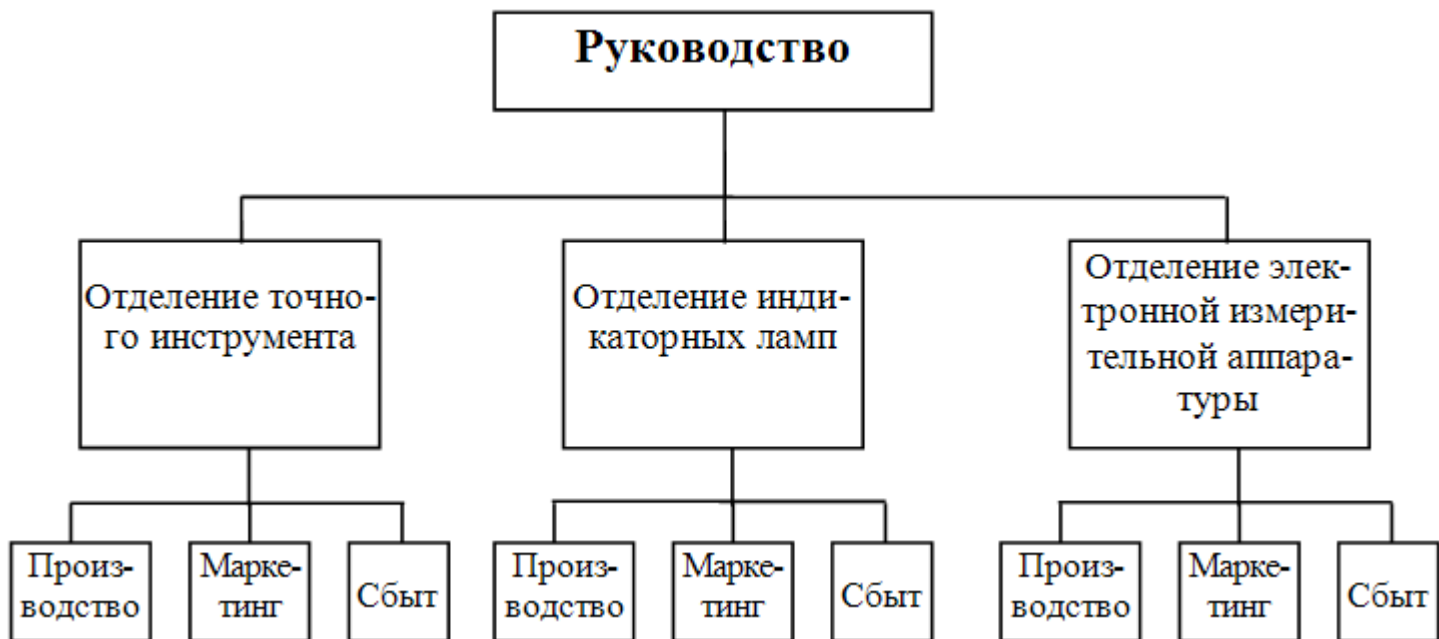 Руководство
Отделение точно-
го инструмента
Отделение инди-
каторных ламп
Отделение элек-
тронной измери-
тельной аппара-
туры
Произ-
водство
Марке-
тинг
Сбыт
Произ-
водство
Марке-
тинг
Сбыт
Произ-
водство
Марке-
тинг
Сбыт